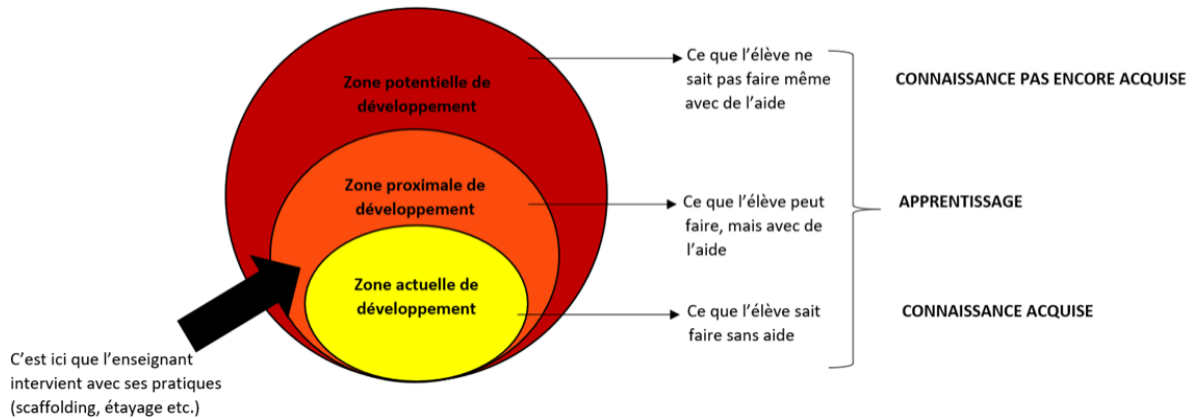 Zone potentielle de
développement
Ce que l’élève ne
sait pas faire même
avec de l’aide
CONNAISSANCE PAS ENCORE ACQUISE
Zone proximale de
développement
Ce que l’élève peut
faire, mais avec de
l’aide
APPRENTISSAGE
Zone actuelle de
développement
Ce que l’élève sait
faire sans aide
CONNAISSANCE ACQUISE
C’est ici que l’enseignant
intervient avec ses pratiques
(scaffolding, étayage etc.)